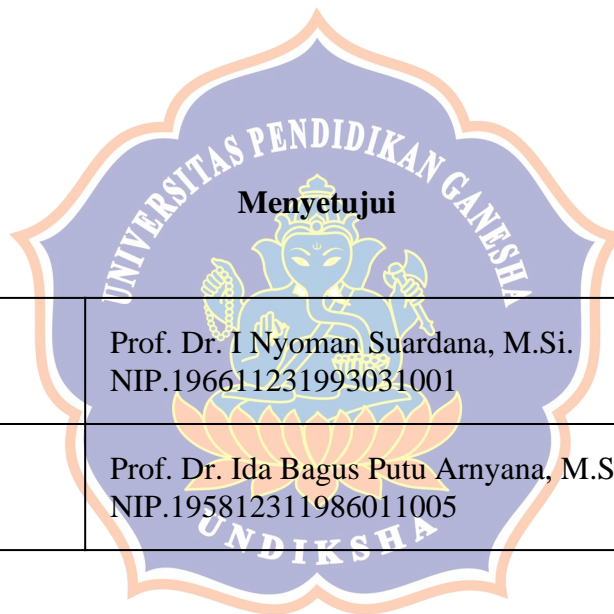 UNIVERSITAS PENDIDIKAN GANESHA
Menyetujui
Prof. Dr. I Nyoman Suardana, M.Si.
NIP.196611231993031001
Prof. Dr. Ida Bagus Putu Arnyana, M.S
NIP.195812311986011005
UNDIKSHA